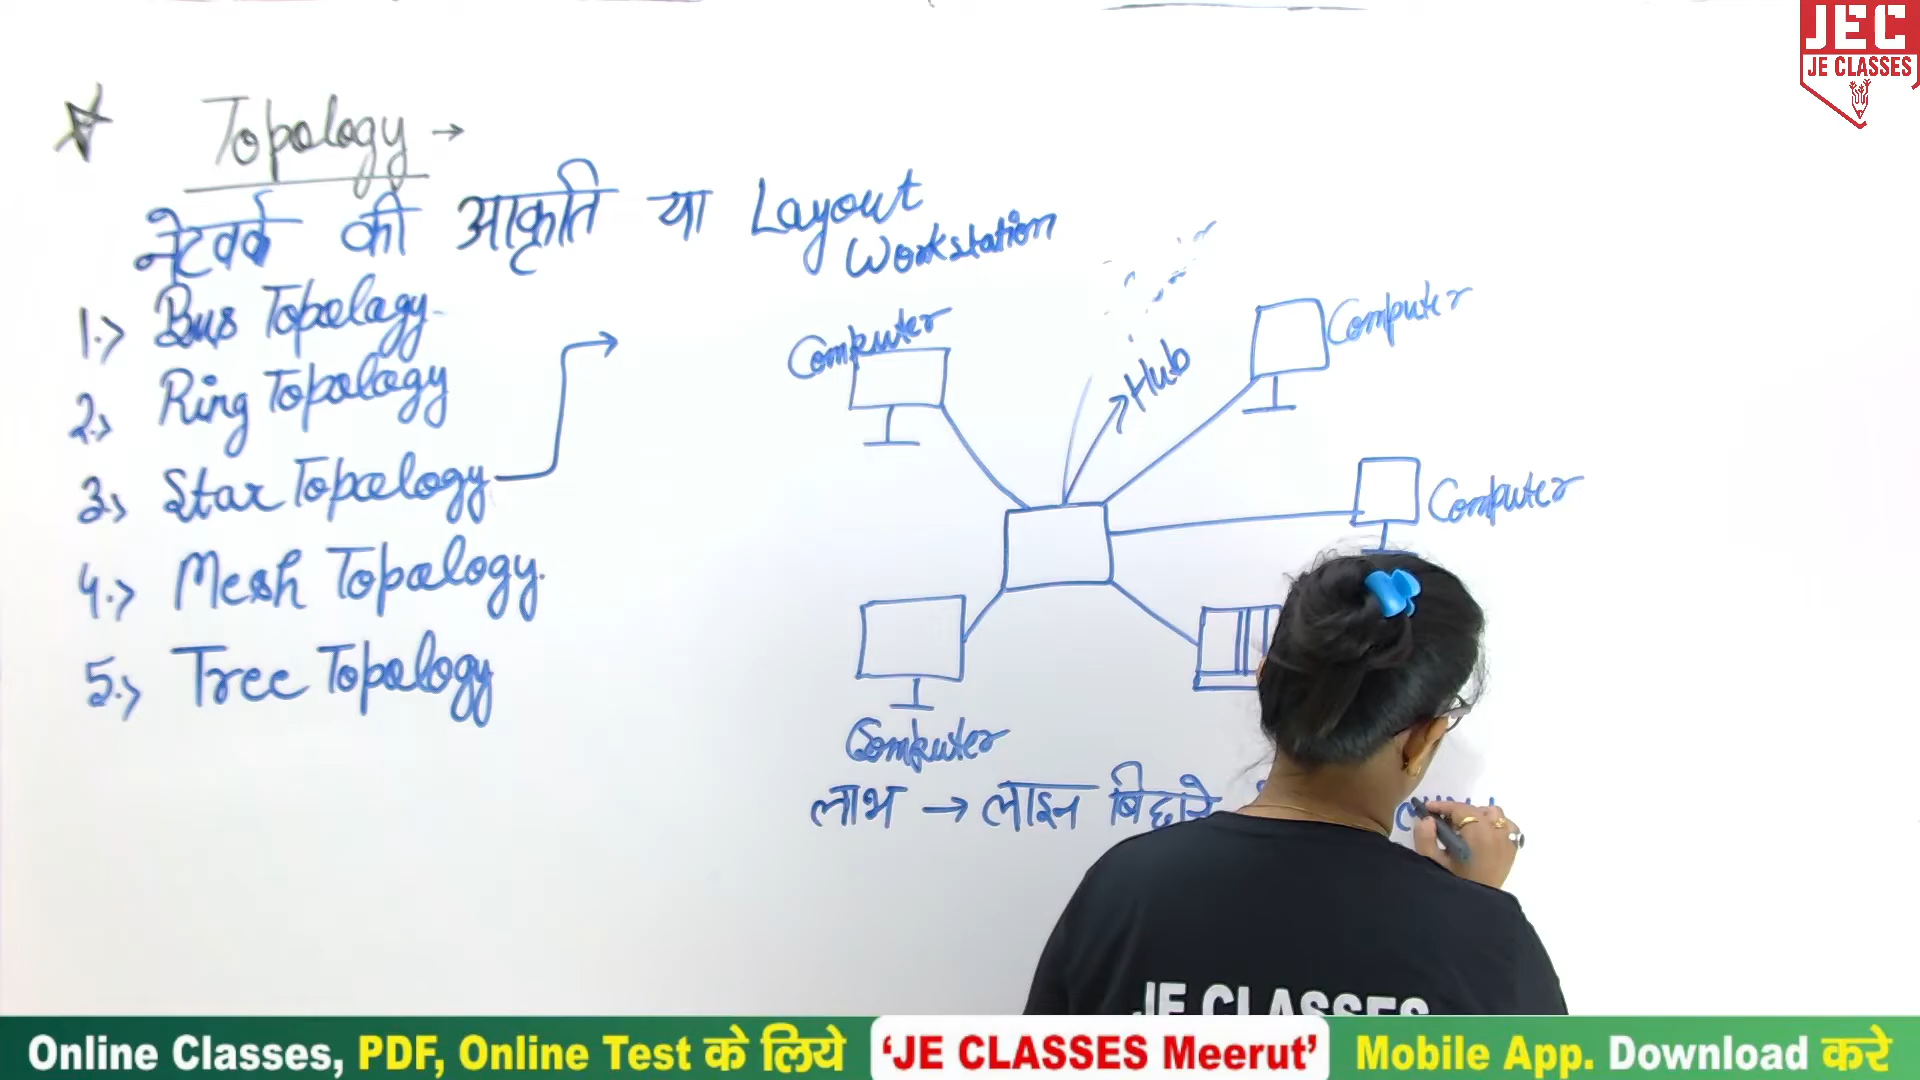 Topology →
नेटवर्क की आकृति या Layout
Workstation
1.> Bus Topology
2.> Ring Topology
3.> Star Topology
4.> Mesh Topology.
5.> Tree Topology
Computer
Hub
Computer
Computer
Computer
लाभ → लाइन बिछाने
JEC
JE CLASSES
JE CLASSES
Online Classes, PDF, Online Test के लिये 'JE CLASSES Meerut' Mobile App. Download करे